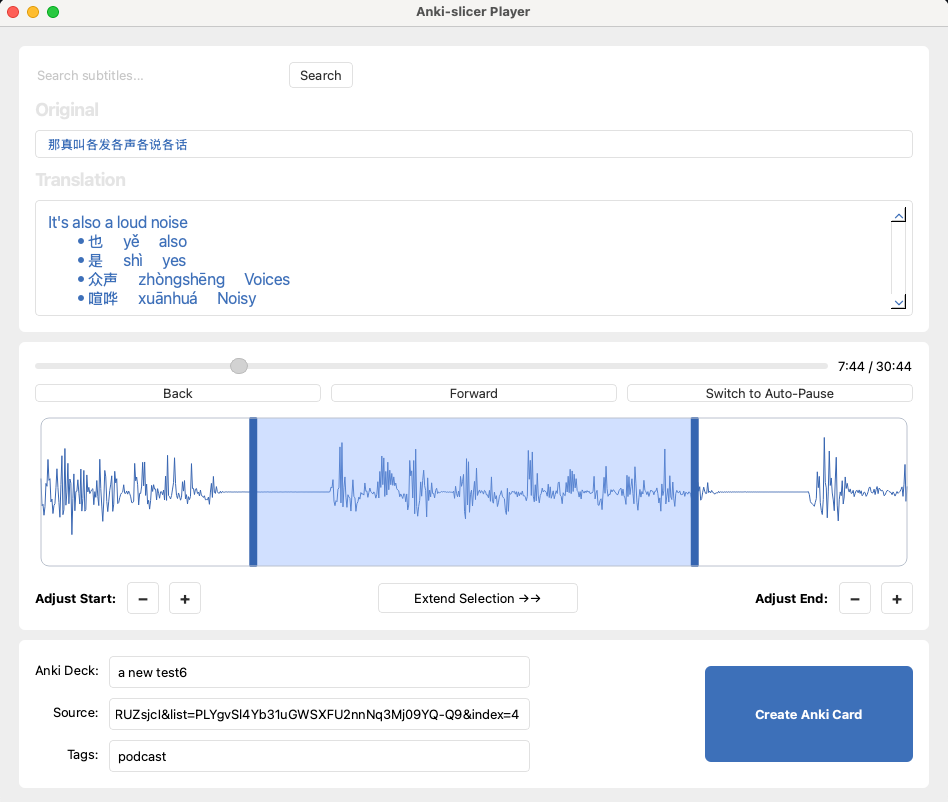 Anki-slicer Player
Search subtitles...
Search
Original
那真叫各发各声各说各话
Translation
It's also a loud noise
• 也 yě also
• 是 shì yes
• 众声 zhòngshēng Voices
• 喧哗 xuānhuá Noisy
7:44 / 30:44
Back
Forward
Switch to Auto-Pause
Adjust Start:
−
+
Extend Selection →→
Adjust End:
−
+
Anki Deck:
a new test6
Source:
RUZsjcI&list=PLYgvSl4Yb31uGWSXFU2nnNq3Mj09YQ-Q9&index=4
Tags:
podcast
Create Anki Card